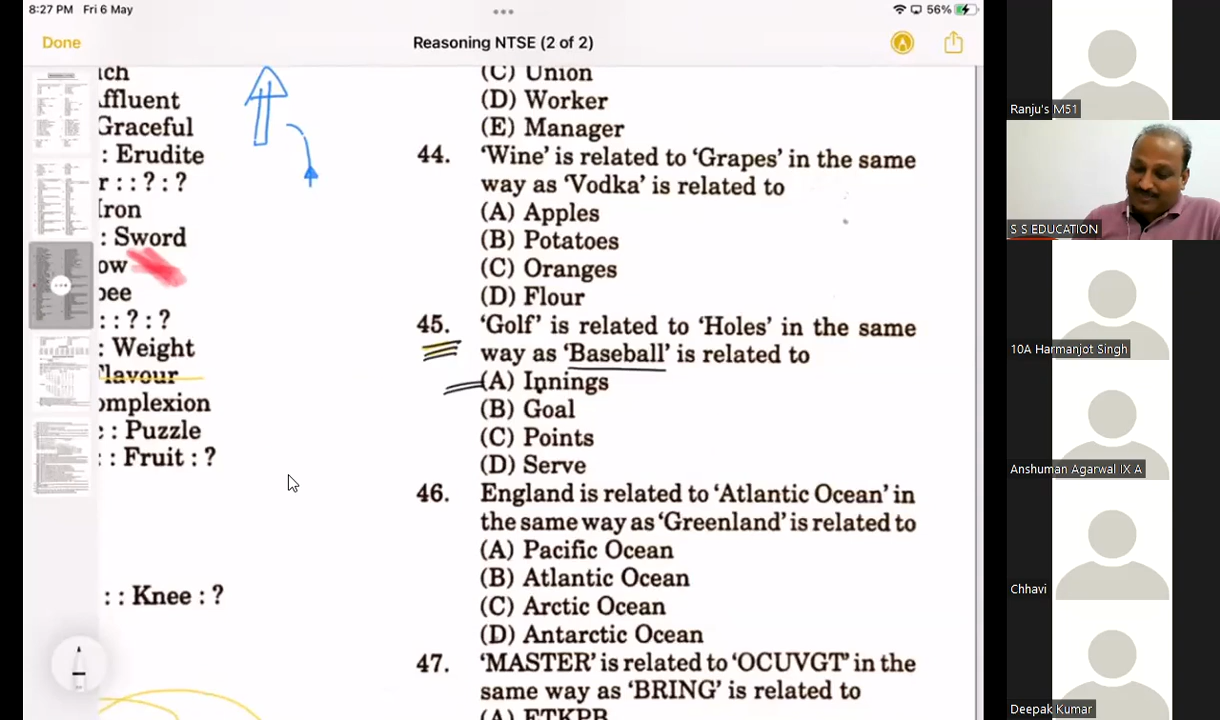 8:27 PM Fri 6 May
56%
Done
Reasoning NTSE (2 of 2)
ich
Affluent
Graceful
: Erudite
r : : ? : ?
Iron
: Sword
ow
pee
: : ? : ?
: Weight
Flavour
omplexion
: Puzzle
: : Fruit : ?
: : Knee : ?
(C) Union
(D) Worker
(E) Manager
44. 'Wine' is related to 'Grapes' in the same
way as 'Vodka' is related to
(A) Apples
(B) Potatoes
(C) Oranges
(D) Flour
45. 'Golf' is related to 'Holes' in the same
way as 'Baseball' is related to
(A) Innings
(B) Goal
(C) Points
(D) Serve
46. England is related to 'Atlantic Ocean' in
the same way as 'Greenland' is related to
(A) Pacific Ocean
(B) Atlantic Ocean
(C) Arctic Ocean
(D) Antarctic Ocean
47. 'MASTER' is related to 'OCUVGT' in the
same way as 'BRING' is related to
(A) ETKPB
Ranju's M51
S S EDUCATION
10A Harmanjot Singh
Anshuman Agarwal IX A
Chhavi
Deepak Kumar